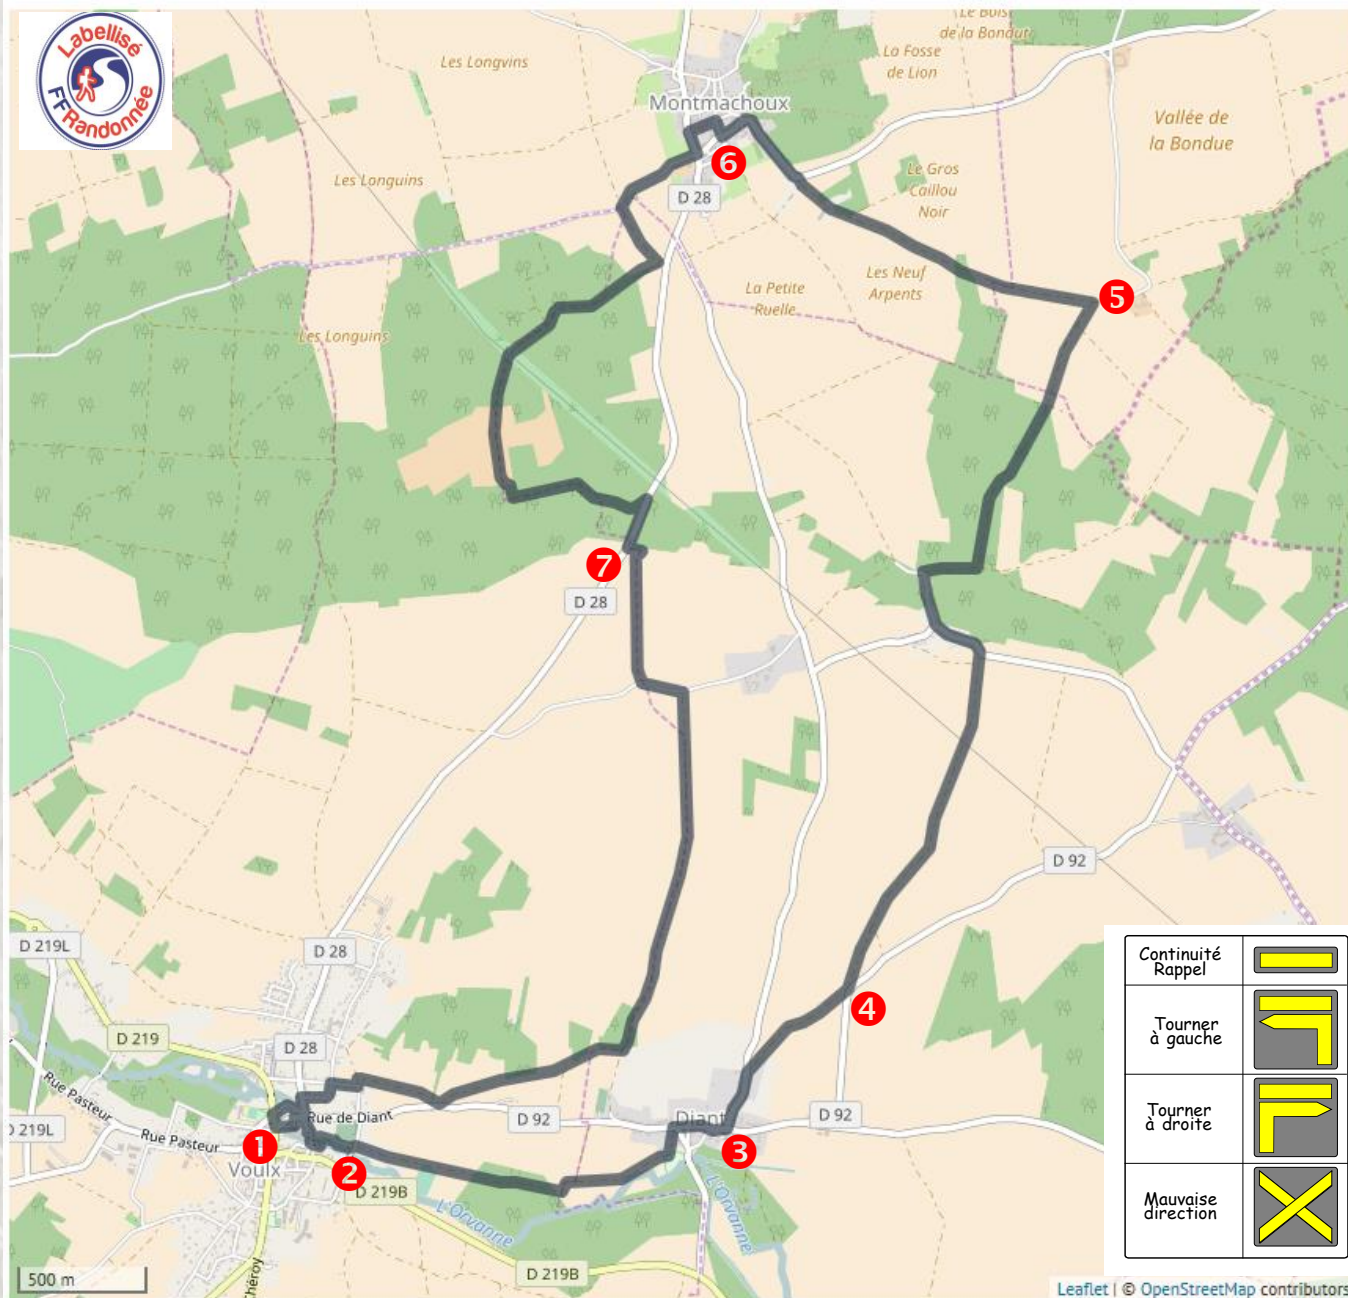 Labellisé
FFRandonnée
Le Bois
de la Bondut
Les Longvins
La Fosse
de Lion
Montmachoux
Vallée de
la Bondue
6
Les Longuins
Le Gros
Caillou
Noir
D 28
Les Neuf
Arpents
La Petite
Ruelle
5
Les Longuins
7
D 28
D 92
D 219L
D 28
4
D 219
D 28
Rue Pasteur
Rue de Diant
D 92
Diant
D 92
D 219L
Rue Pasteur
1
3
Voulx
2
D 219B
L'Orvanne
L'Orvanne
D 219B
Chéroy
500 m
Continuité
Rappel
Tourner
à gauche
Tourner
à droite
Mauvaise
direction
Leaflet | © OpenStreetMap contributors